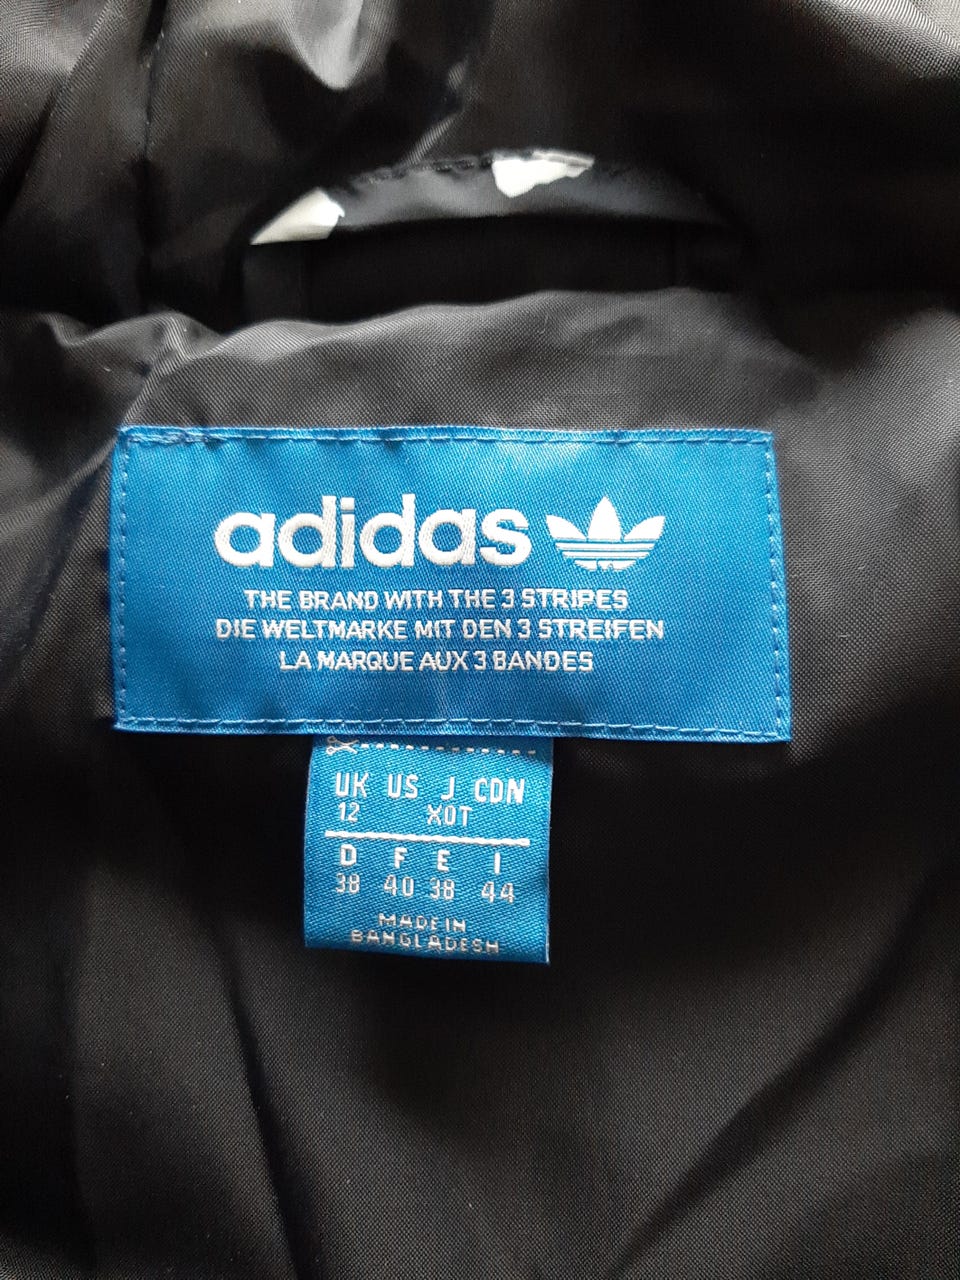 adidas
THE BRAND WITH THE 3 STRIPES
DIE WELTMARKE MIT DEN 3 STREIFEN
LA MARQUE AUX 3 BANDES
UK US J CDN
12 XOT
D F E I
38 40 38 44
MADE IN
BANGLADESH